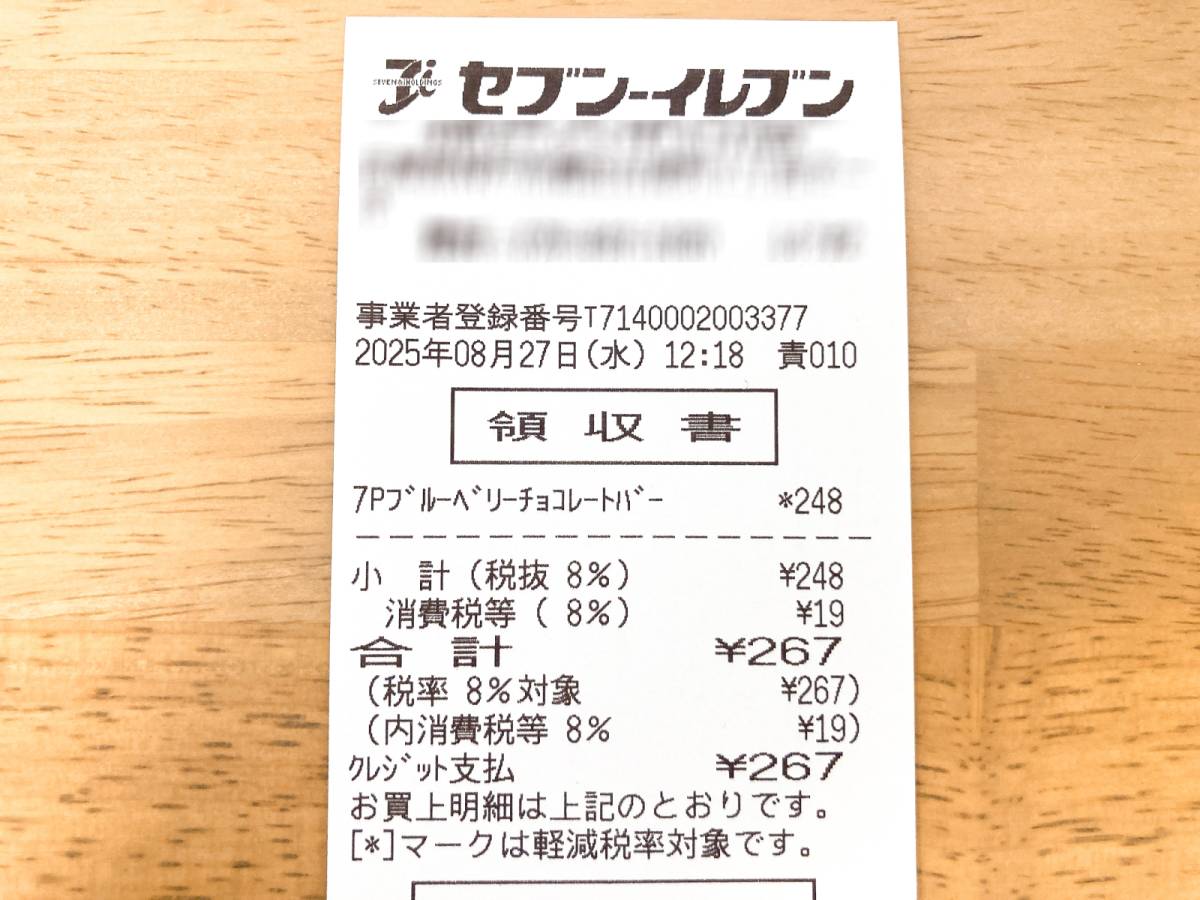 SEVEN&I HOLDINGS
セブン-イレブン
事業者登録番号T7140002003377
2025年08月27日(水) 12:18 責010
領収書
7Pﾌﾞﾙｰﾍﾞﾘｰﾁｮｺﾚｰﾄﾊﾞｰ *248
小 計(税抜 8%) ¥248
消費税等( 8%) ¥19
合 計 ¥267
(税率 8%対象 ¥267)
(内消費税等 8% ¥19)
ｸﾚｼﾞｯﾄ支払 ¥267
お買上明細は上記のとおりです。
[*]マークは軽減税率対象です。